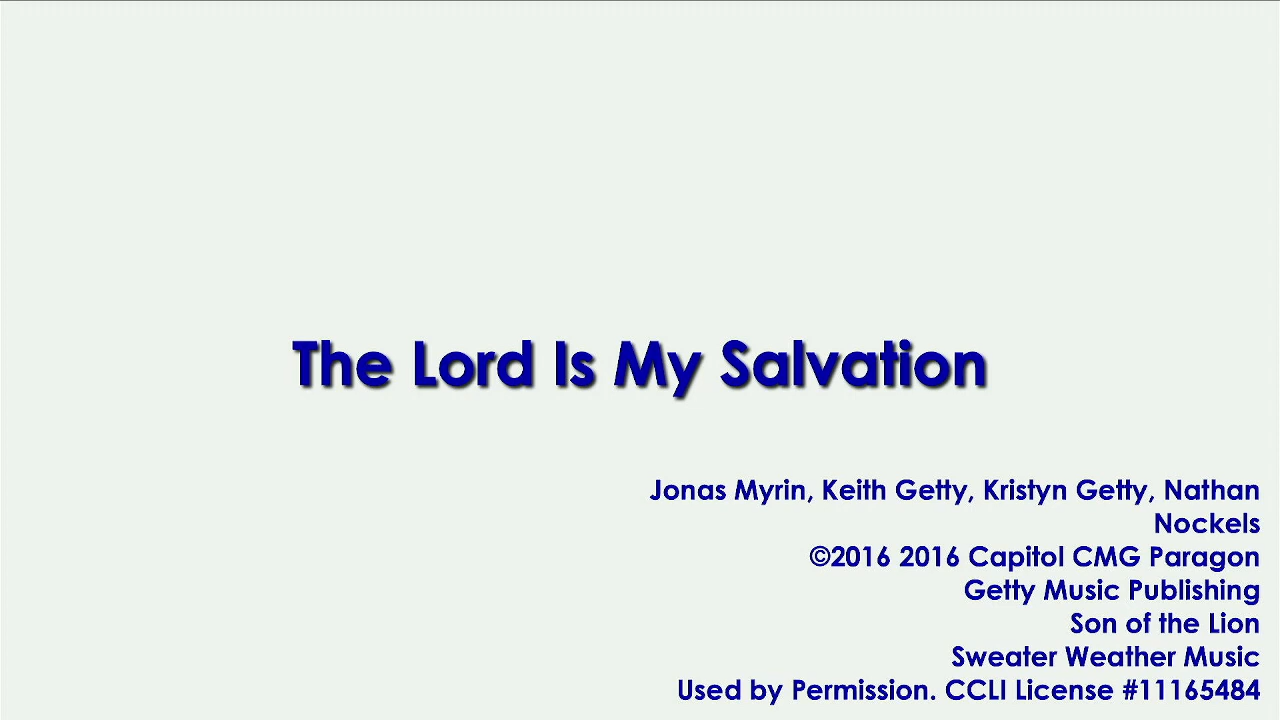 The Lord Is My Salvation
Jonas Myrin, Keith Getty, Kristyn Getty, Nathan
Nockels
©2016 2016 Capitol CMG Paragon
Getty Music Publishing
Son of the Lion
Sweater Weather Music
Used by Permission. CCLI License #11165484